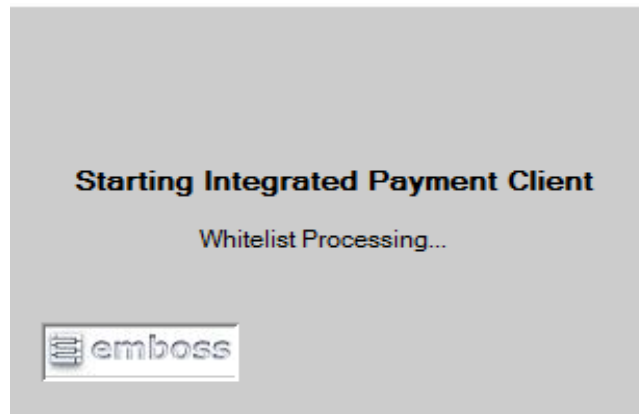 Starting Integrated Payment Client
Whitelist Processing...
emboss